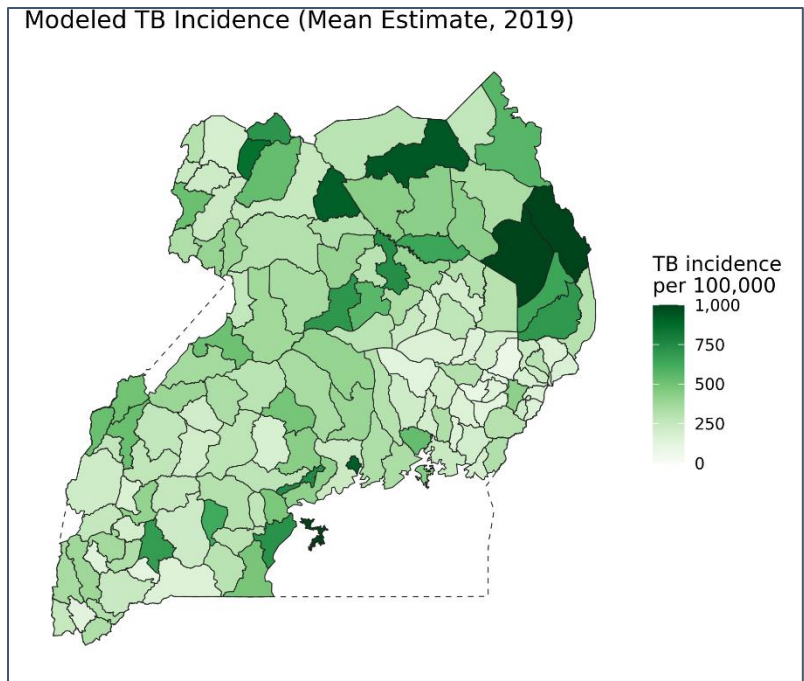 Modeled TB Incidence (Mean Estimate, 2019)
TB incidence
per 100,000
1,000
750
500
250
0